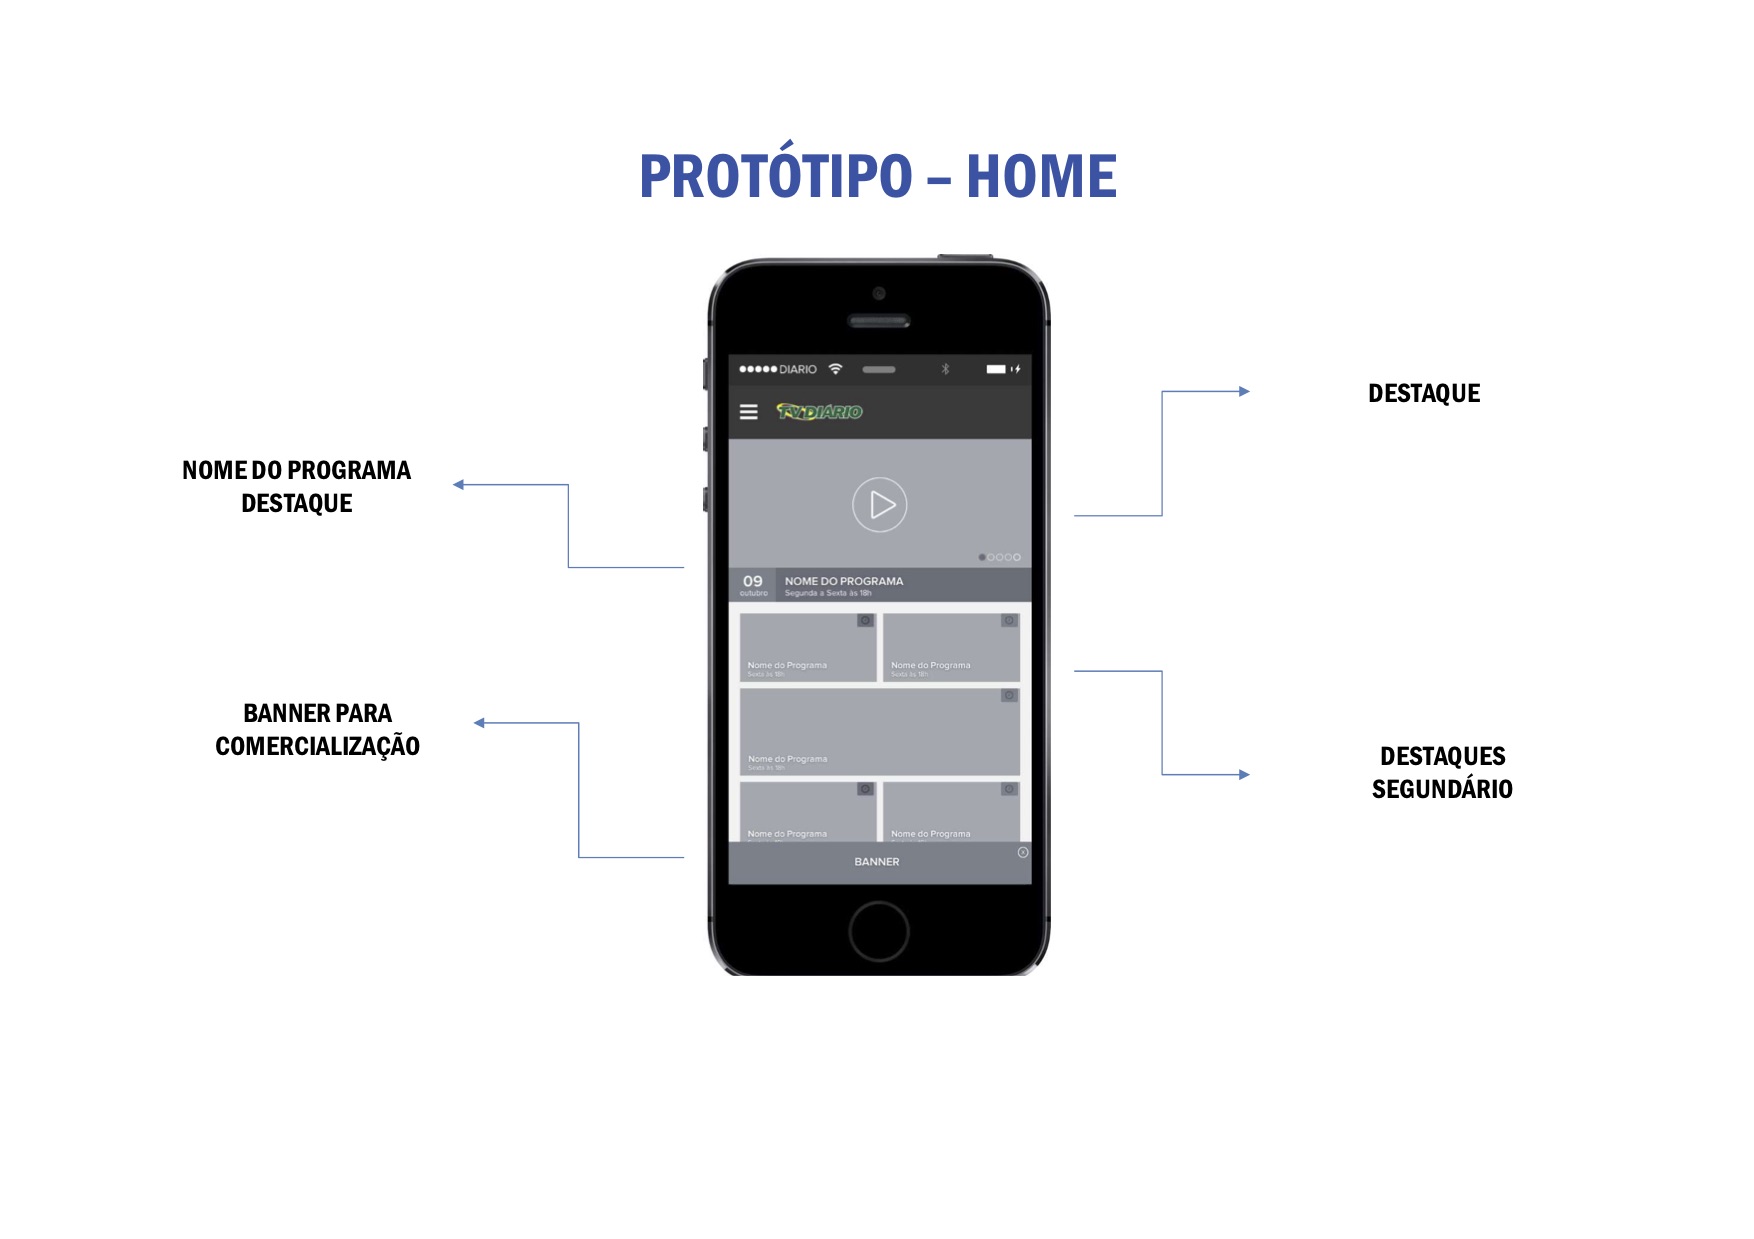 PROTÓTIPO – HOME
DIARIO
TV DIÁRIO
DESTAQUE
NOME DO PROGRAMA
DESTAQUE
09
outubro
NOME DO PROGRAMA
Segunda a Sexta às 18h
Nome do Programa
Sexta às 18h
Nome do Programa
Sexta às 18h
BANNER PARA
COMERCIALIZAÇÃO
Nome do Programa
Sexta às 18h
DESTAQUES
SEGUNDÁRIO
Nome do Programa
Nome do Programa
BANNER